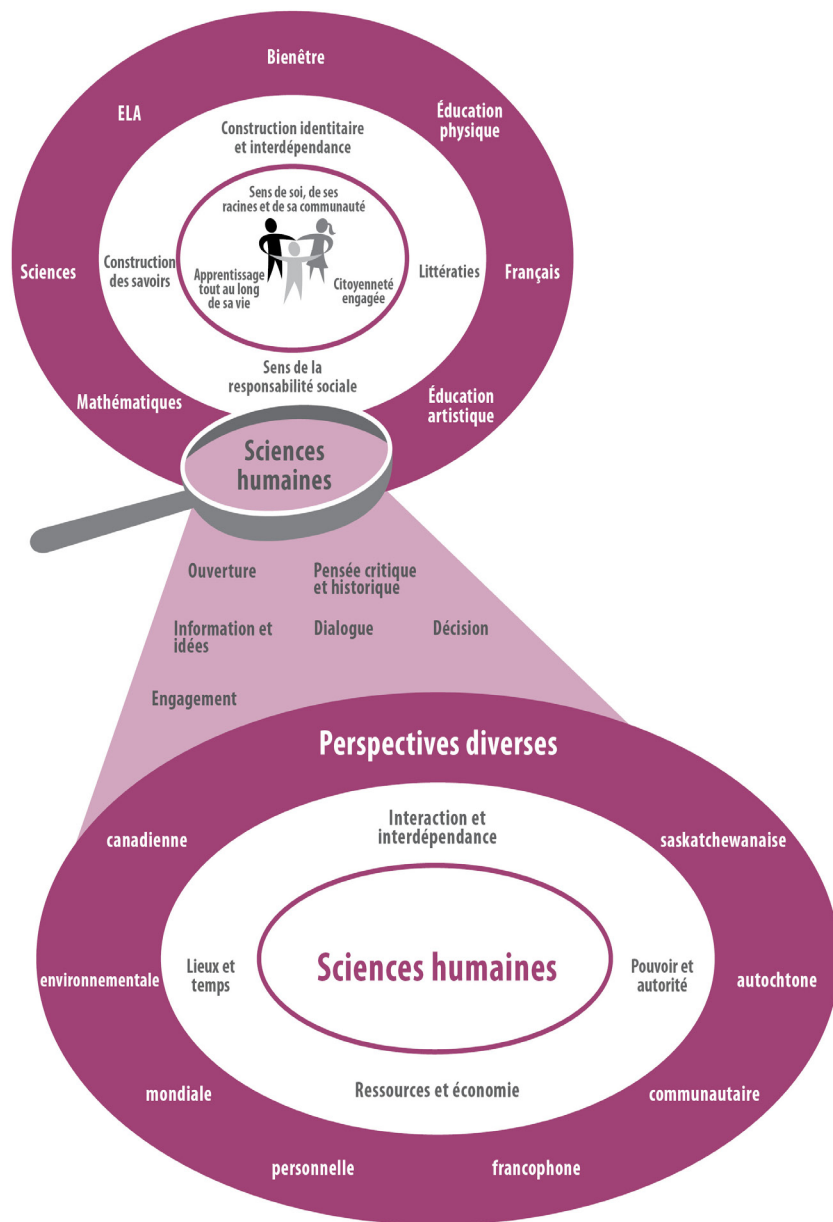 Bienêtre
ELA
Éducation
physique
Construction identitaire
et interdépendance
Sens de soi, de ses
racines et de sa communauté
Sciences
Construction
des savoirs
Apprentissage
tout au long
de sa vie
Citoyenneté
engagée
Littératies
Français
Sens de la
responsabilité sociale
Mathématiques
Éducation
artistique
Sciences
humaines
Ouverture
Pensée critique
et historique
Information et
idées
Dialogue
Décision
Engagement
Perspectives diverses
Interaction et
interdépendance
canadienne
saskatchewanaise
Lieux et
temps
Sciences humaines
Pouvoir et
autorité
environnementale
autochtone
Ressources et économie
mondiale
communautaire
personnelle
francophone